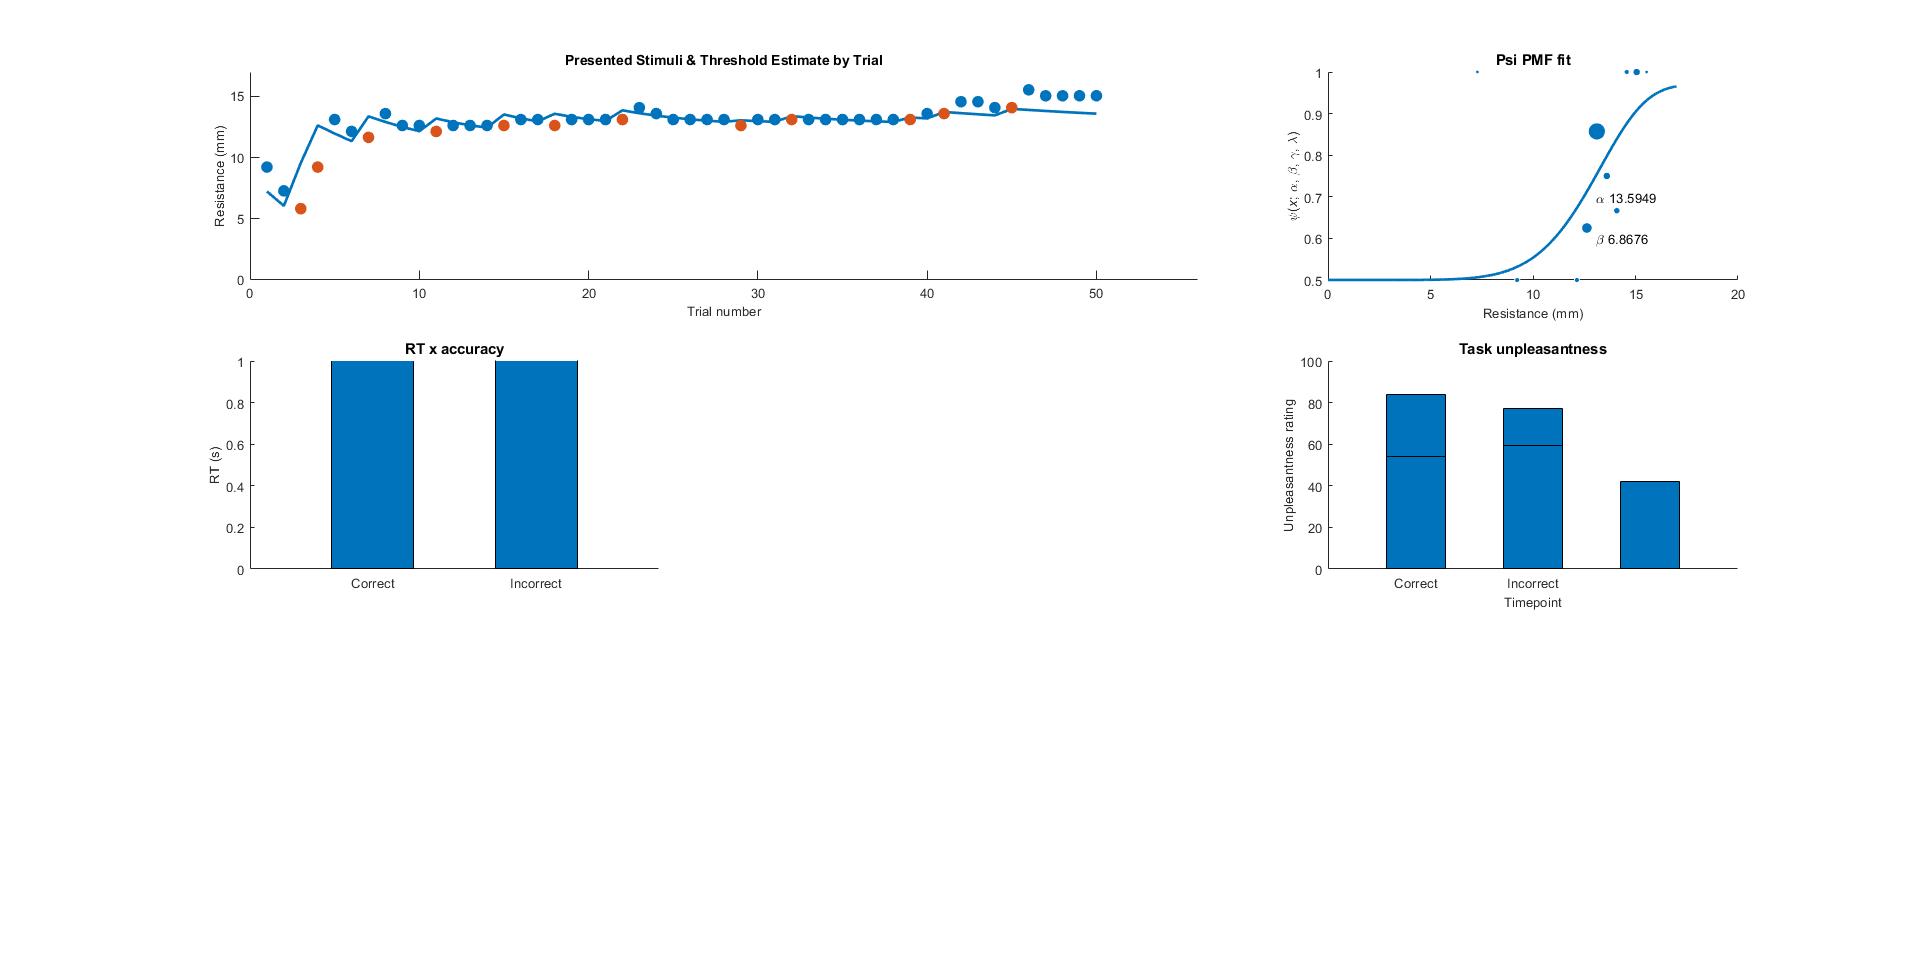 Presented Stimuli & Threshold Estimate by Trial
15
10
5
0
Resistance (mm)
0 10 20 30 40 50
Trial number
Psi PMF fit
1
0.9
0.8
0.7
0.6
0.5
ψ(x; α, β, γ, λ)
α 13.5949
β 6.8676
0 5 10 15 20
Resistance (mm)
RT x accuracy
1
0.8
0.6
0.4
0.2
0
RT (s)
Correct Incorrect
Task unpleasantness
100
80
60
40
20
0
Unpleasantness rating
Correct Incorrect
Timepoint